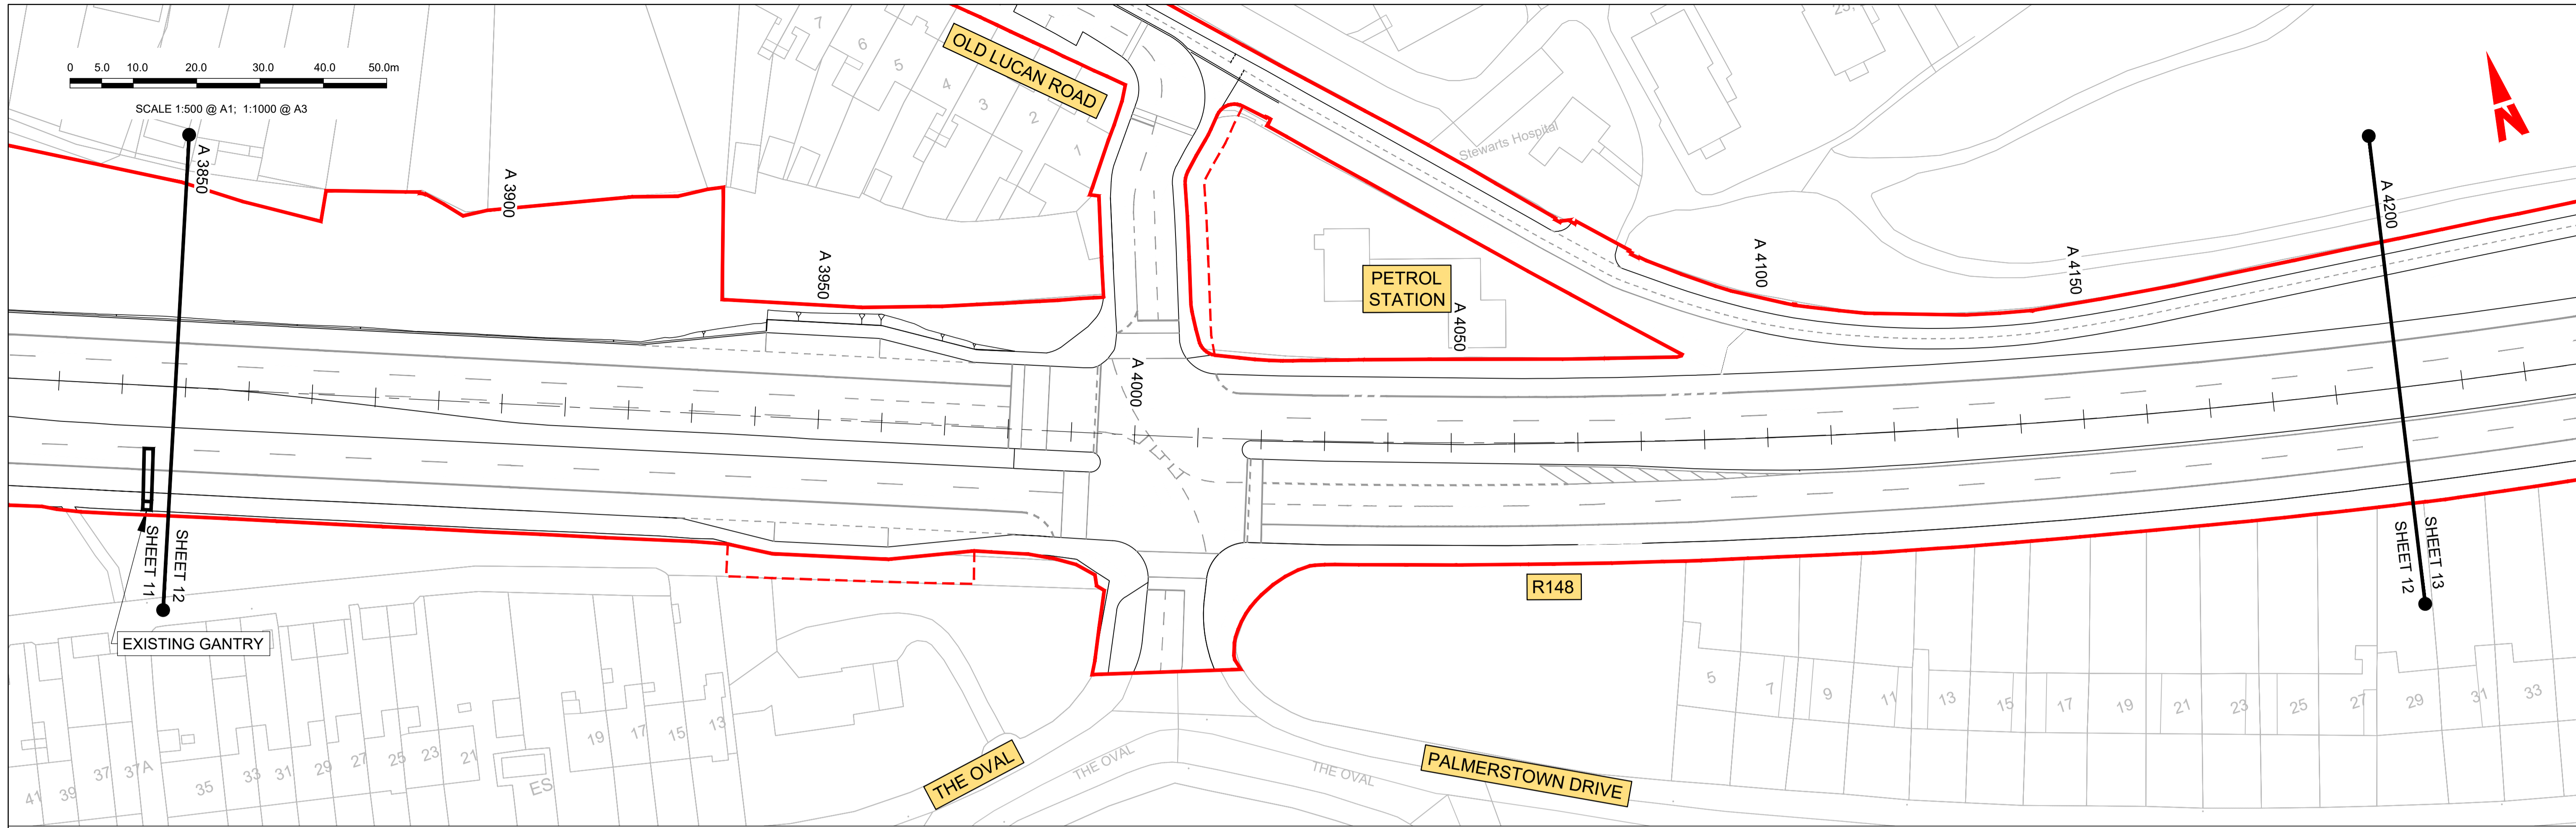 0 5.0 10.0 20.0 30.0 40.0 50.0m
SCALE 1:500 @ A1; 1:1000 @ A3
OLD LUCAN ROAD
7
6
5
4
3
2
1
Stewarts Hospital
N
A 3850
A 3900
A 3950
A 4000
A 4050
A 4100
A 4150
A 4200
PETROL
STATION
SHEET 11
SHEET 12
EXISTING GANTRY
R148
SHEET 12
SHEET 13
41
39
37
37A
35
33
31
29
27
25
23
21
ES
19
17
15
13
THE OVAL
THE OVAL
THE OVAL
PALMERSTOWN DRIVE
5
7
9
11
13
15
17
19
21
23
25
27
29
31
33